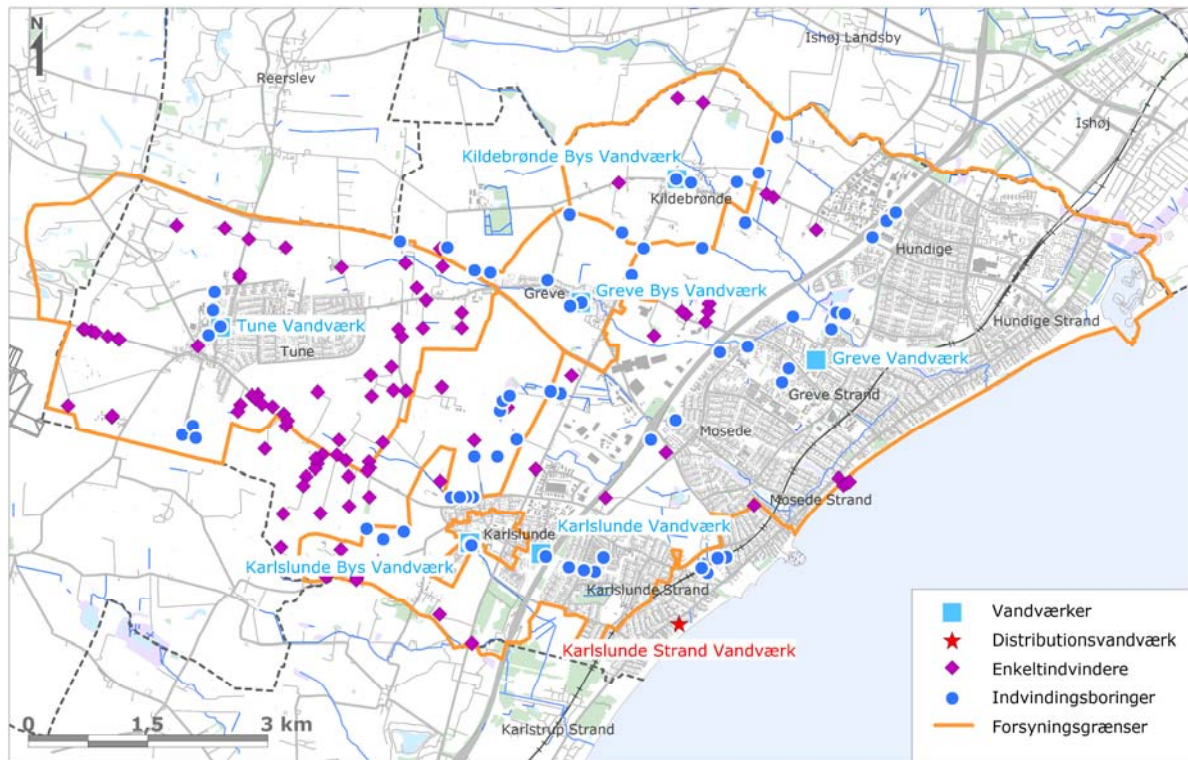 N
Reerslev
Ishøj Landsby
Ishøj
Kildebrønde Bys Vandværk
Kildebrønde
Hundige
Greve
Greve Bys Vandværk
Hundige Strand
Tune Vandværk
Tune
Greve Vandværk
Greve Strand
Mosede
Mosede Strand
Karlslunde Vandværk
Karlslunde
Karlslunde Bys Vandværk
Karlslunde Strand
Karlslunde Strand Vandværk
Karlstrup Strand
0 1,5 3 km
Vandværker
Distributionsvandværk
Enkeltindvindere
Indvindingsboringer
Forsyningsgrænser